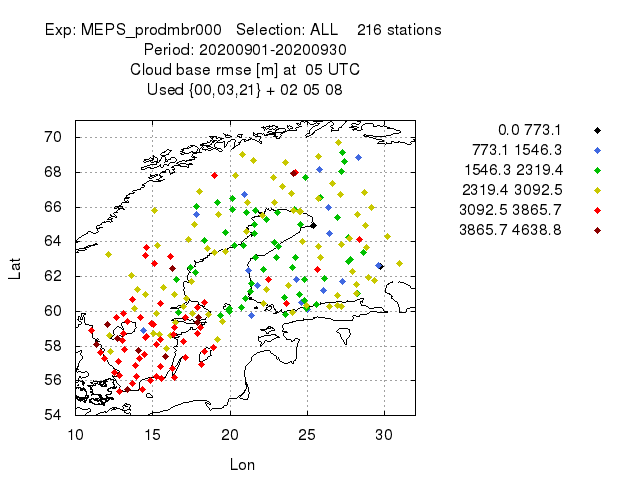 Exp: MEPS_prodmbr000 Selection: ALL 216 stations
Period: 20200901-20200930
Cloud base rmse [m] at 05 UTC
Used {00,03,21} + 02 05 08
0.0 773.1
773.1 1546.3
1546.3 2319.4
2319.4 3092.5
3092.5 3865.7
3865.7 4638.8
70
68
66
64
62
60
58
56
54
Lat
10 15 20 25 30
Lon